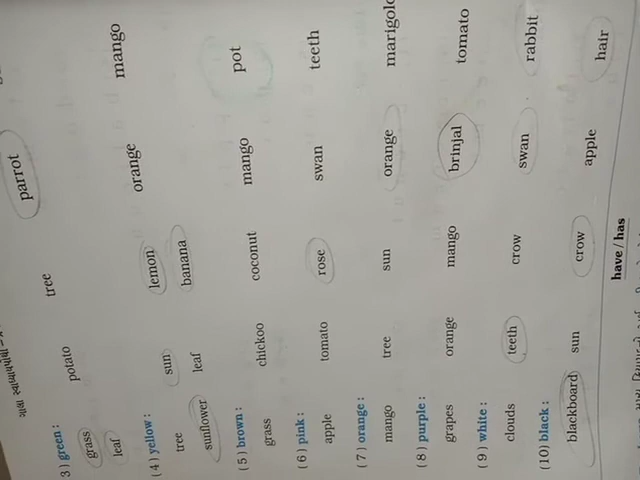 3) green :
grass potato tree parrot
leaf
(4) yellow :
tree sun lemon orange mango
sunflower leaf banana
(5) brown :
grass chickoo coconut mango pot
(6) pink :
apple tomato rose swan teeth
(7) orange :
mango tree sun orange marigold
(8) purple :
grapes orange mango brinjal tomato
(9) white :
clouds teeth crow swan rabbit
(10) black :
blackboard sun crow apple hair
have / has